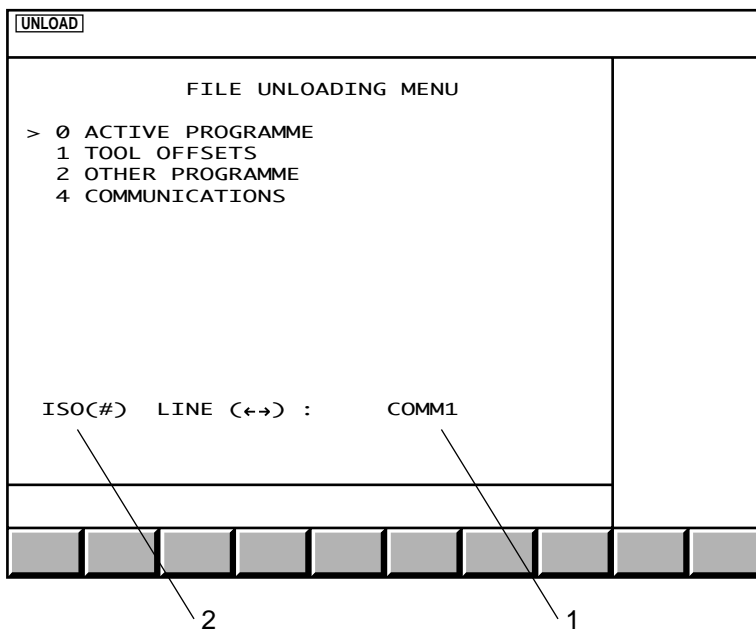 UNLOAD
FILE UNLOADING MENU
> 0 ACTIVE PROGRAMME
1 TOOL OFFSETS
2 OTHER PROGRAMME
4 COMMUNICATIONS
ISO(#) LINE (←→) : COMM1
2 1